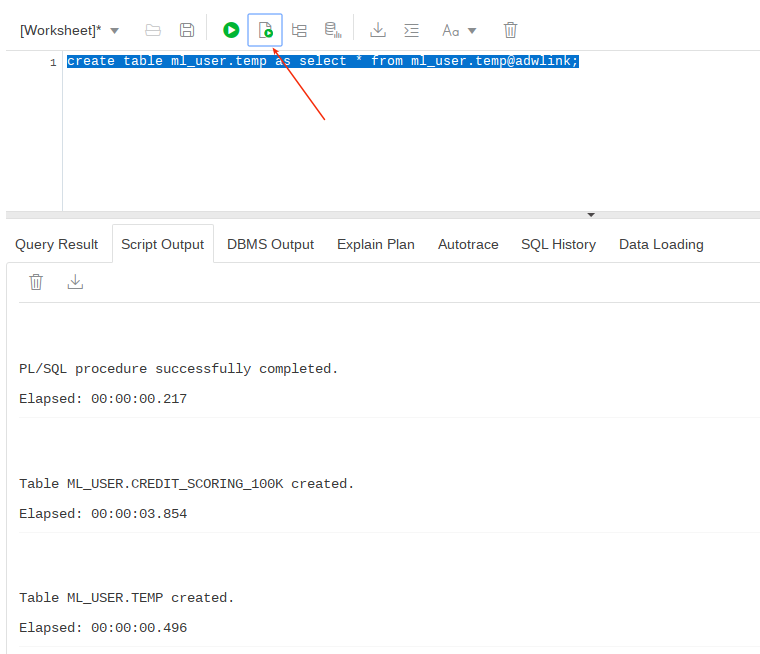 [Worksheet]*
Aa
1 create table ml_user.temp as select * from ml_user.temp@adwlink;
Query Result Script Output DBMS Output Explain Plan Autotrace SQL History Data Loading
PL/SQL procedure successfully completed.
Elapsed: 00:00:00.217
Table ML_USER.CREDIT_SCORING_100K created.
Elapsed: 00:00:03.854
Table ML_USER.TEMP created.
Elapsed: 00:00:00.496